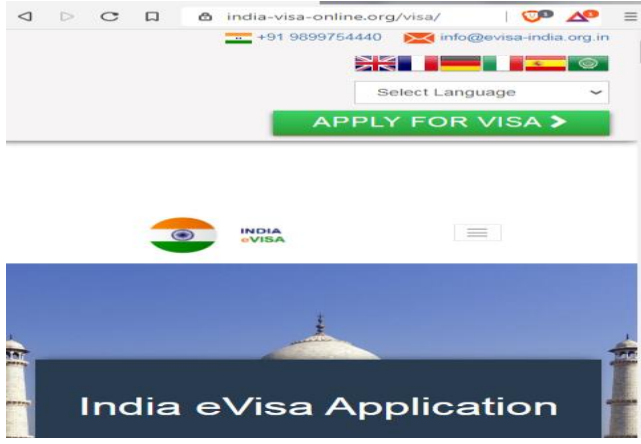 india-visa-online.org/visa/
+91 9899754440 info@evisa-india.org.in
Select Language
APPLY FOR VISA >
INDIA
eVISA
India eVisa Application